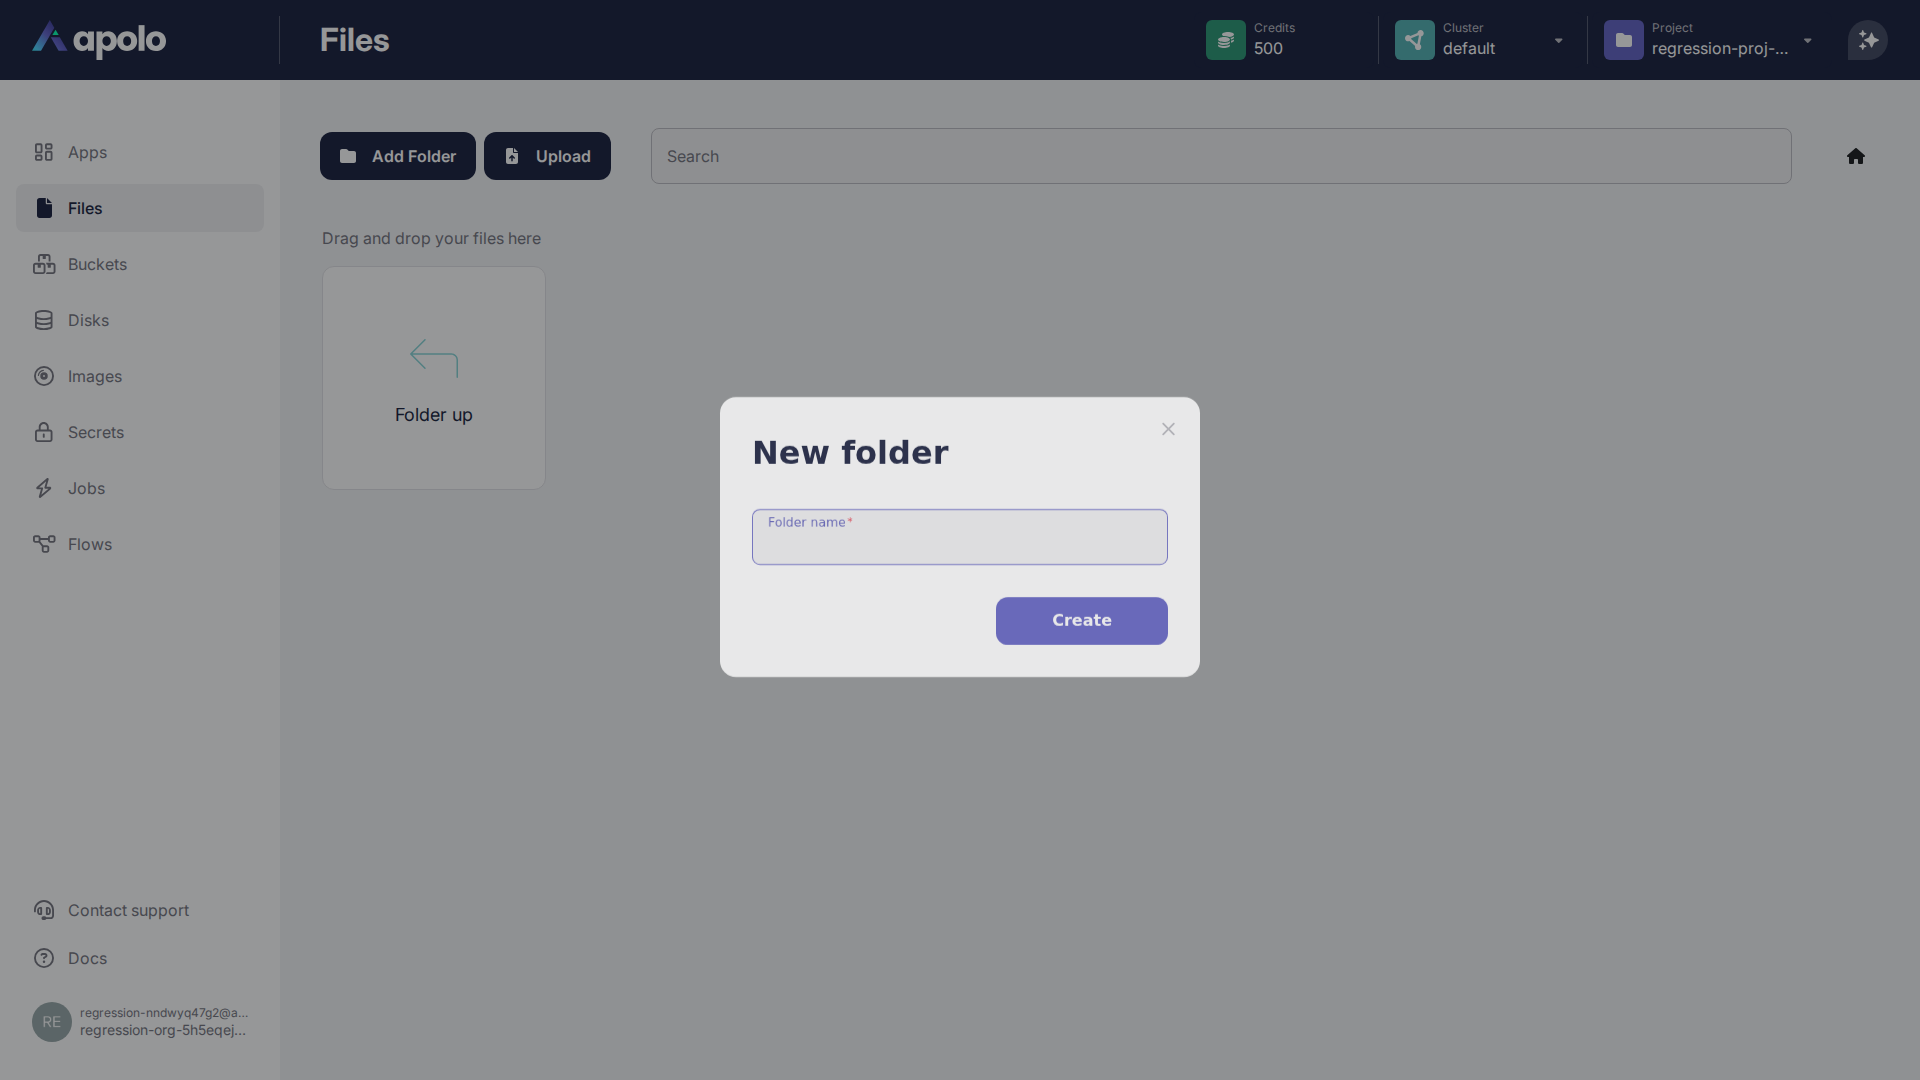 apolo
Files
Credits
500
Cluster
default
Project
regression-proj-...
Apps
Files
Buckets
Disks
Images
Secrets
Jobs
Flows
Contact support
Docs
RE
regression-nndwyq47g2@a...
regression-org-5h5eqej...
Add Folder
Upload
Search
Drag and drop your files here
Folder up
New folder
Folder name*
Create